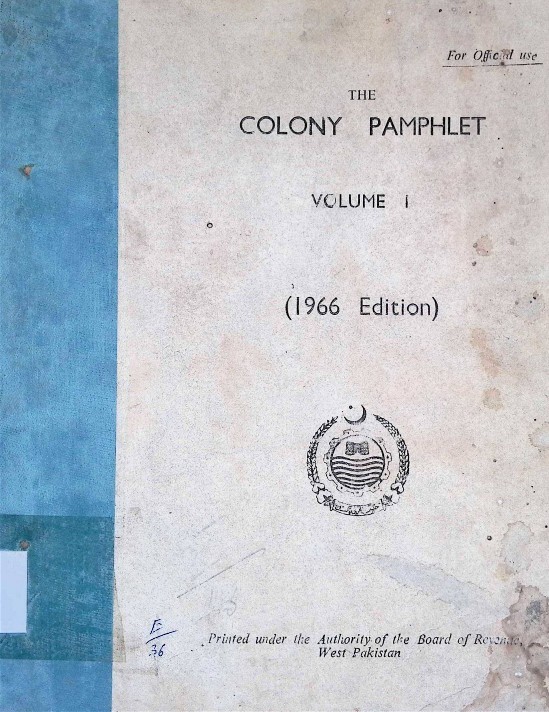 For Official use
THE
COLONY PAMPHLET
VOLUME I
(1966 Edition)
E
36
Printed under the Authority of the Board of Revenue,
West Pakistan